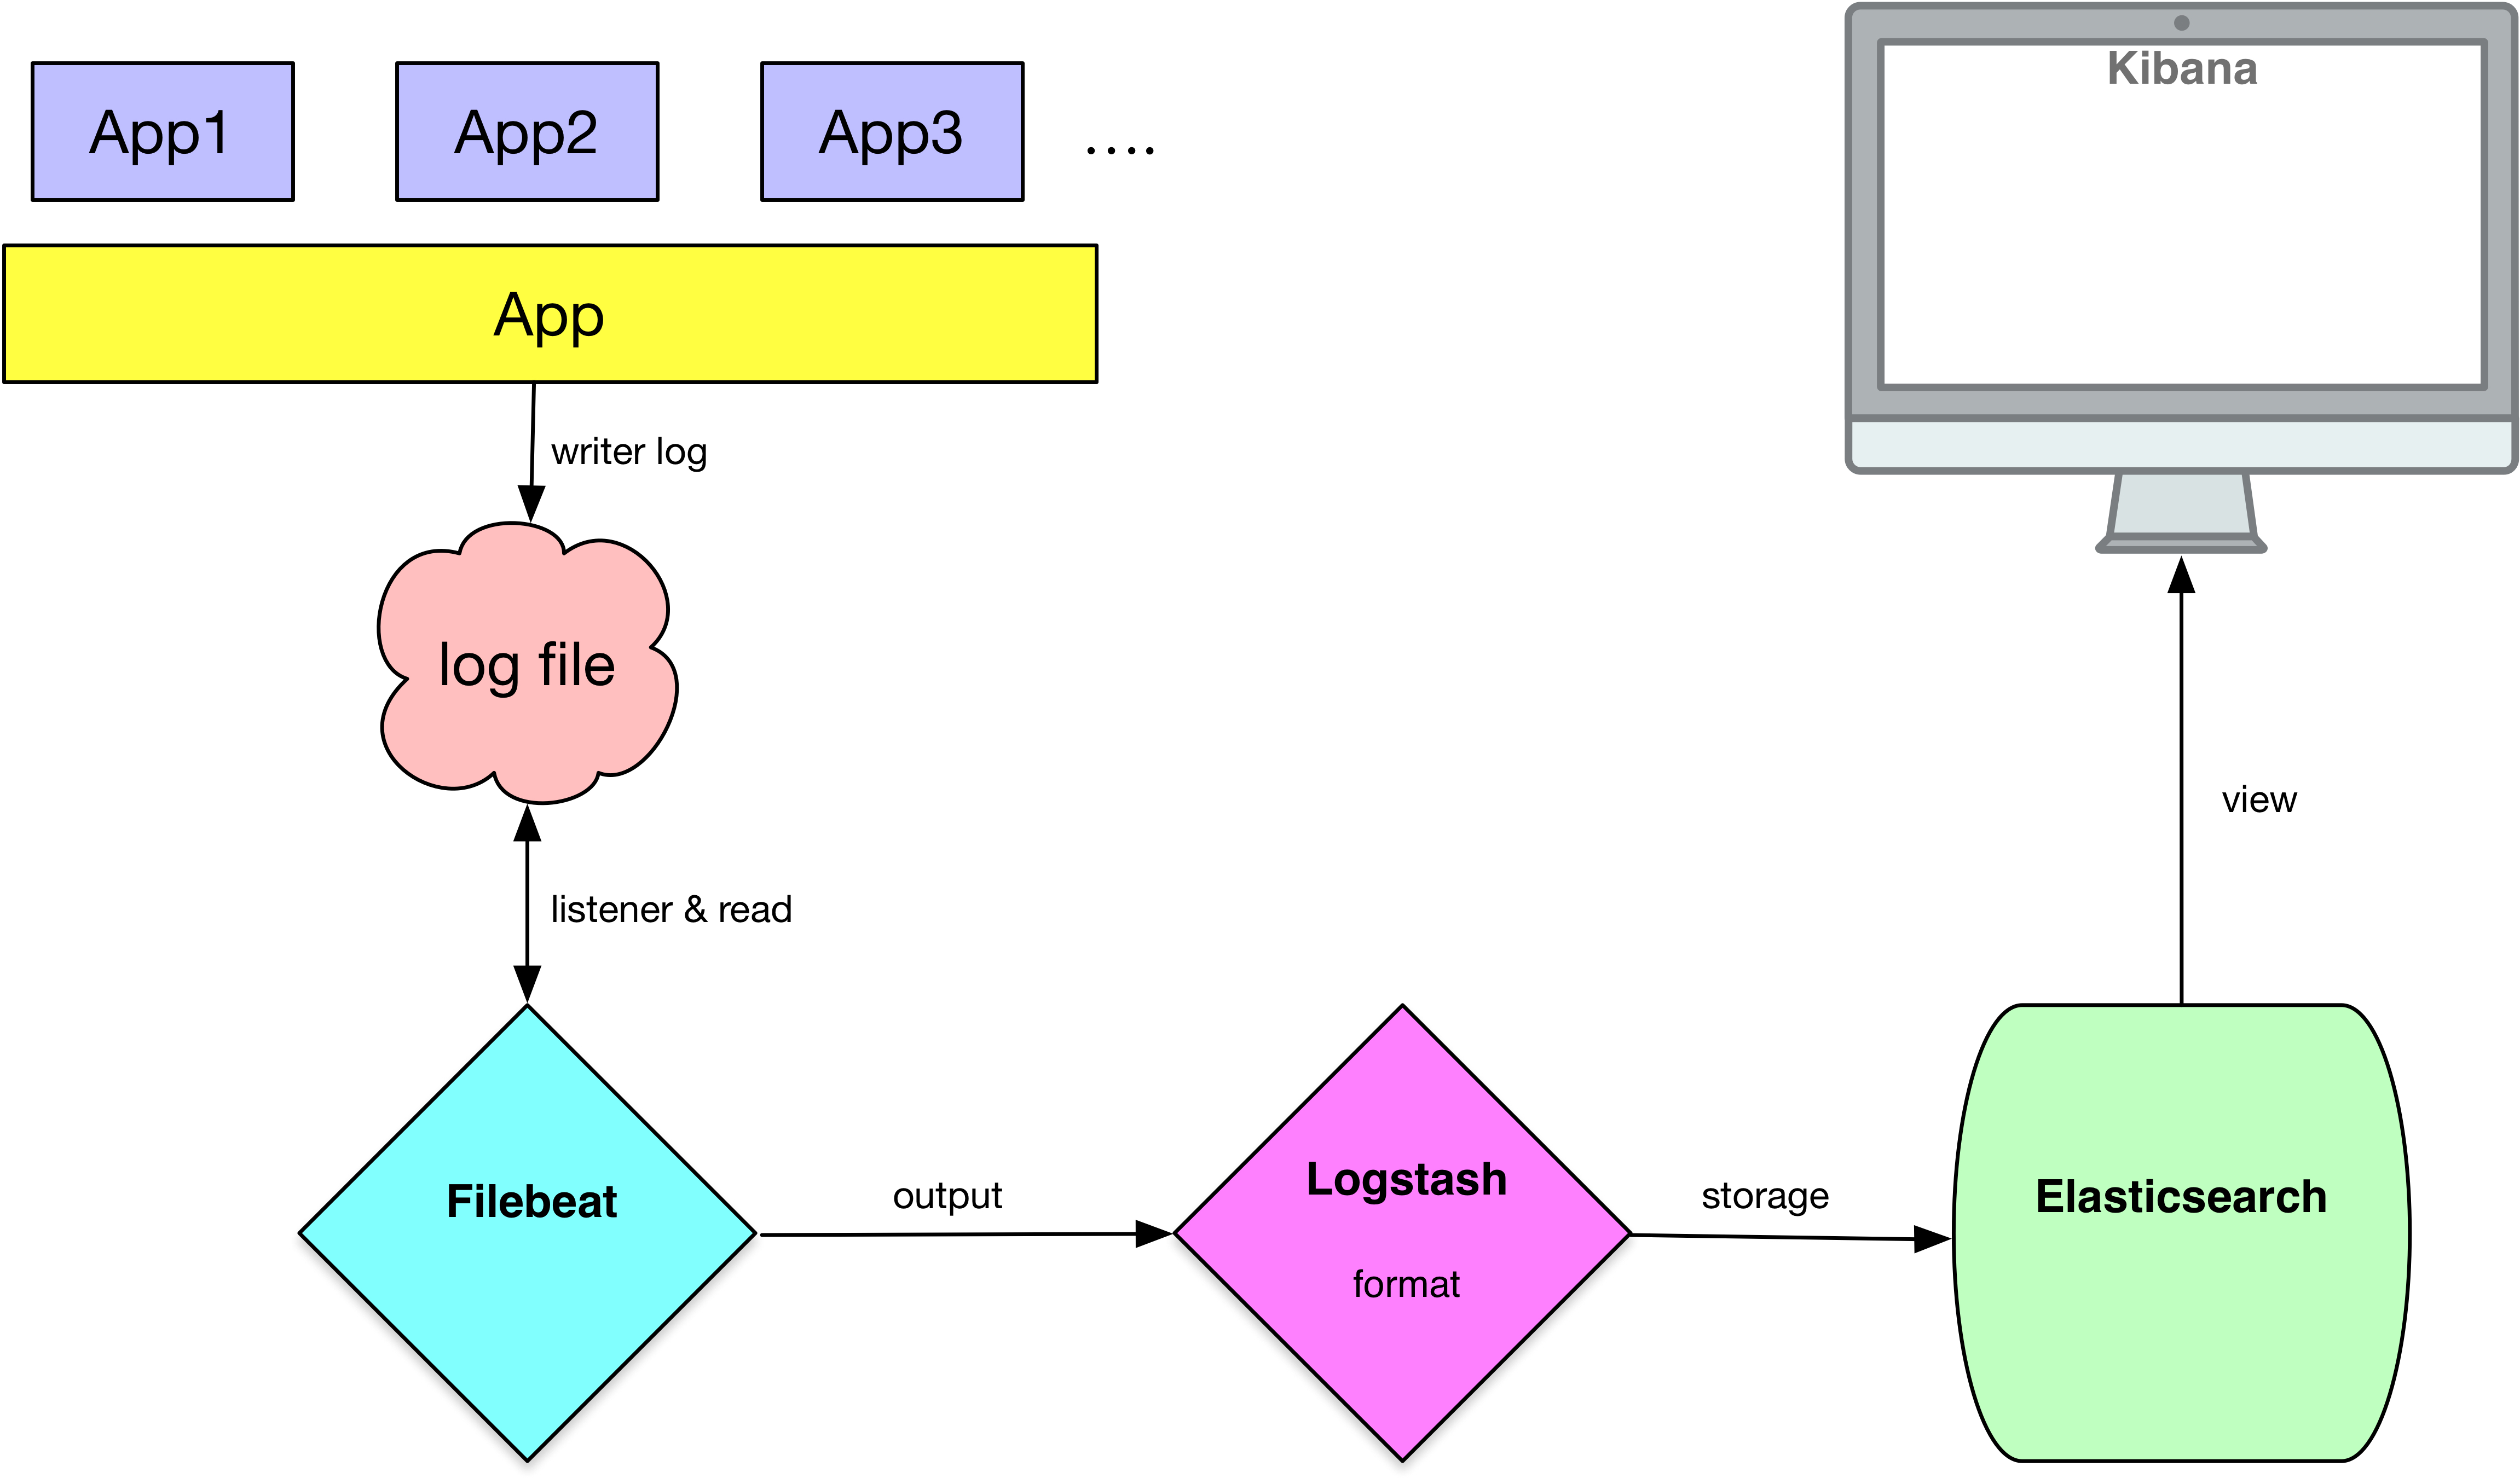 App1
App2
App3
....
Kibana
App
writer log
log file
listener & read
view
Filebeat
output
Logstash
format
storage
Elasticsearch